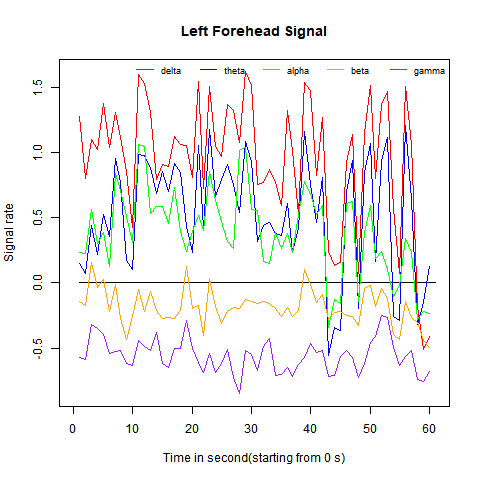 Left Forehead Signal
delta theta alpha beta gamma
Signal rate
1.5
1.0
0.5
0.0
-0.5
0 10 20 30 40 50 60
Time in second(starting from 0 s)